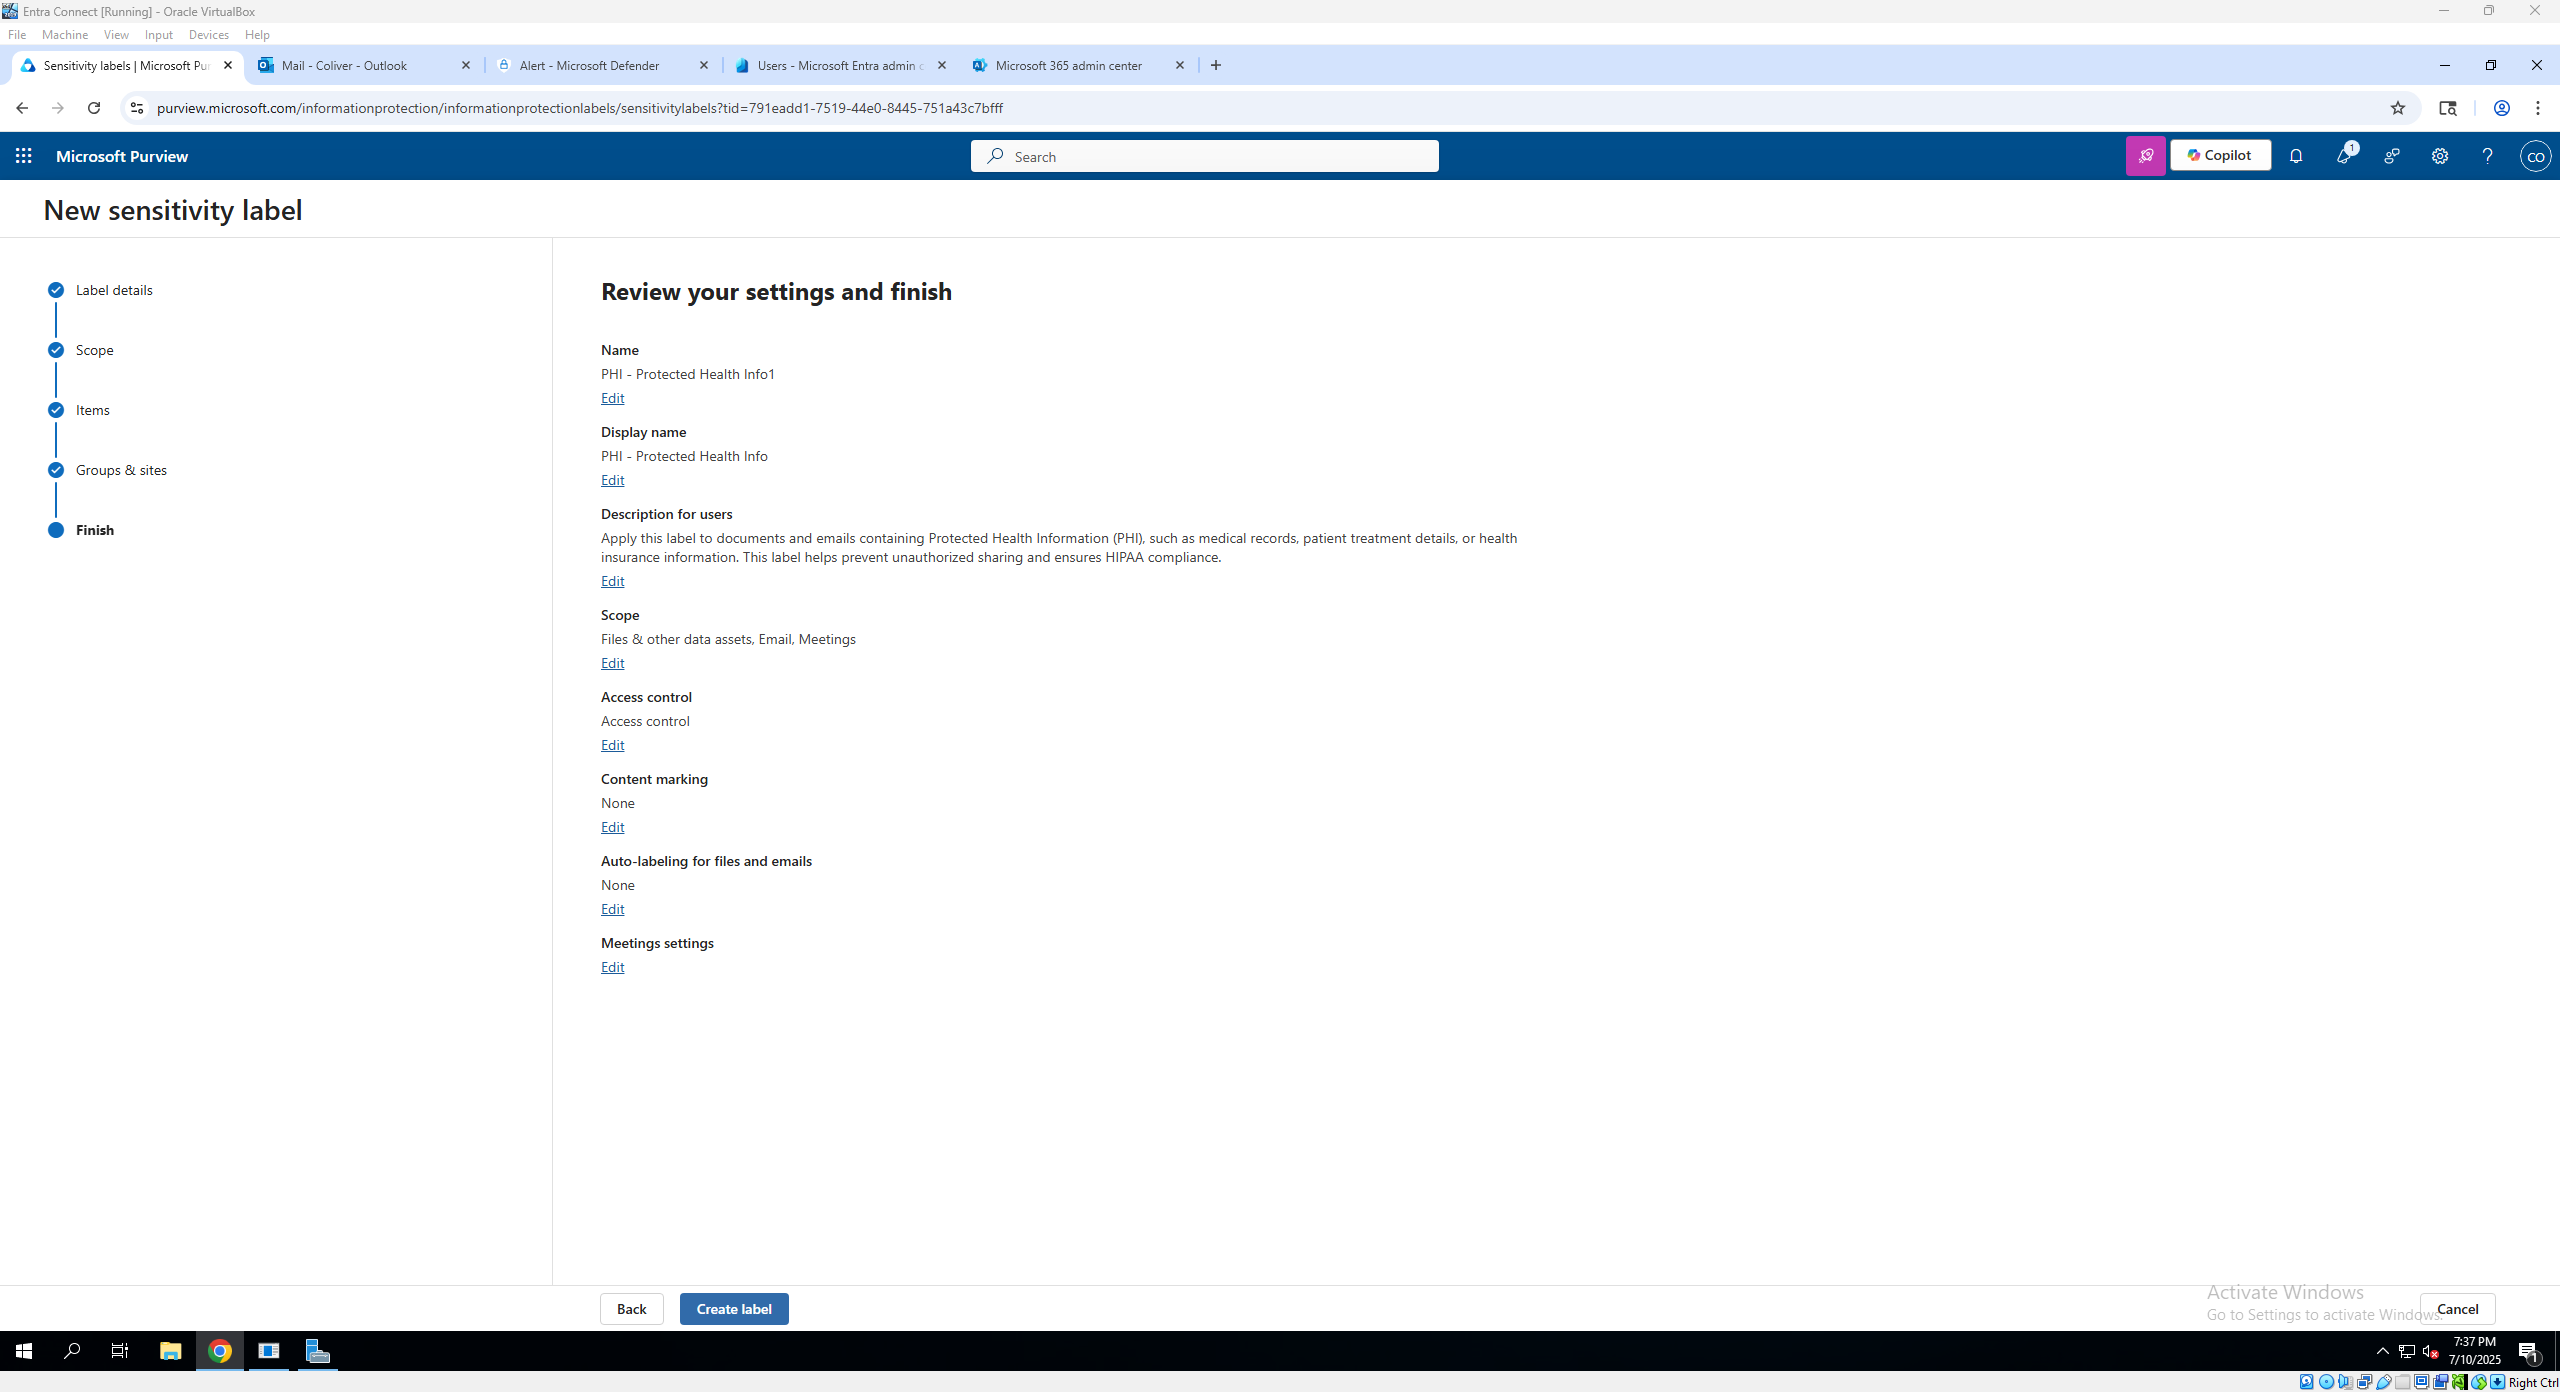 Entra Connect [Running] - Oracle VirtualBox
File Machine View Input Devices Help
Sensitivity labels | Microsoft Pur Mail - Coliver - Outlook Alert - Microsoft Defender Users - Microsoft Entra admin c Microsoft 365 admin center
purview.microsoft.com/informationprotection/informationprotectionlabels/sensitivitylabels?tid=791eadd1-7519-44e0-8445-751a43c7bfff
Microsoft Purview Search Copilot 1 CO
New sensitivity label
Label details
Scope
Items
Groups & sites
Finish
Review your settings and finish
Name
PHI - Protected Health Info1
Edit
Display name
PHI - Protected Health Info
Edit
Description for users
Apply this label to documents and emails containing Protected Health Information (PHI), such as medical records, patient treatment details, or health
insurance information. This label helps prevent unauthorized sharing and ensures HIPAA compliance.
Edit
Scope
Files & other data assets, Email, Meetings
Edit
Access control
Access control
Edit
Content marking
None
Edit
Auto-labeling for files and emails
None
Edit
Meetings settings
Edit
Back Create label Cancel
Activate Windows
Go to Settings to activate Windows.
7:37 PM
7/10/2025
1
Right Ctrl